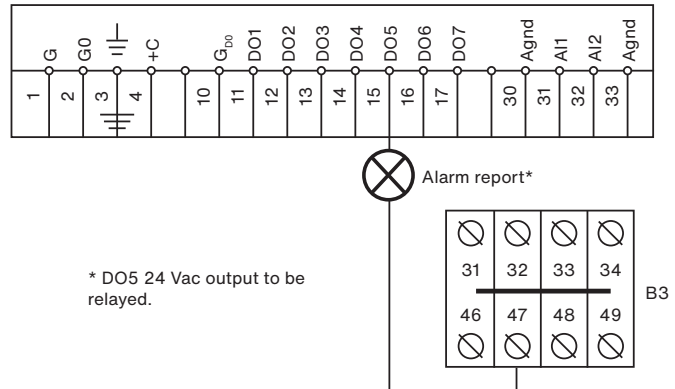 G G0 +C G_D0 DO1 DO2 DO3 DO4 DO5 DO6 DO7 Agnd AI1 AI2 Agnd
1 2 3 4 10 11 12 13 14 15 16 17 30 31 32 33
Alarm report*
* DO5 24 Vac output to be
relayed.
31 32 33 34
B3
46 47 48 49